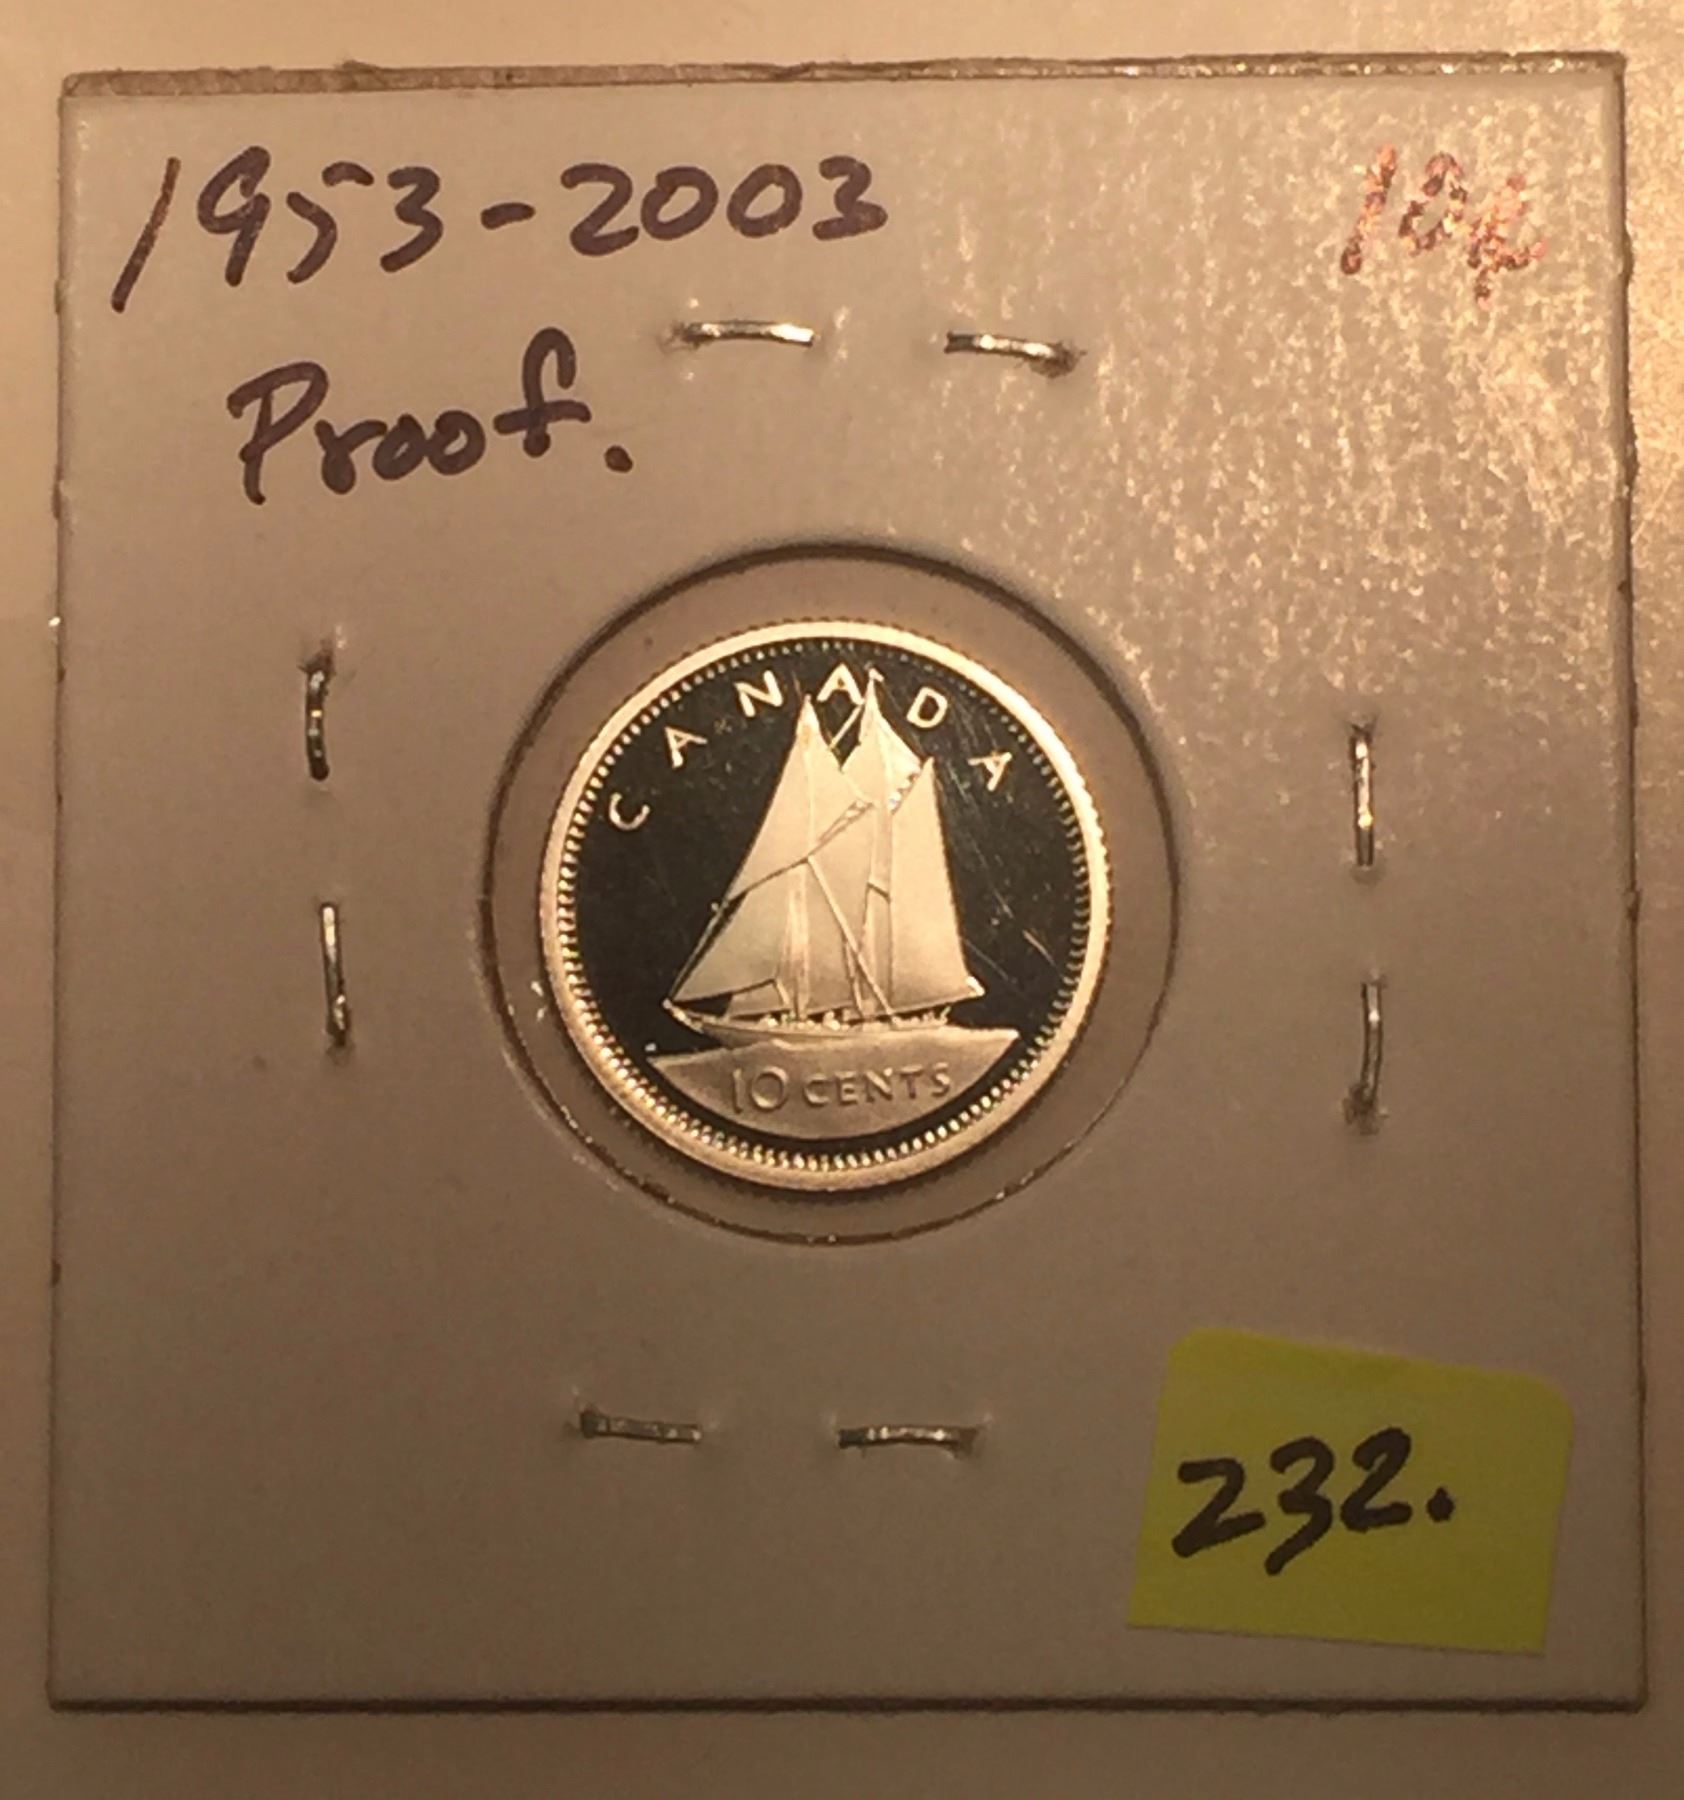 1953-2003
10¢
Proof.
CANADA
10 CENTS
232.